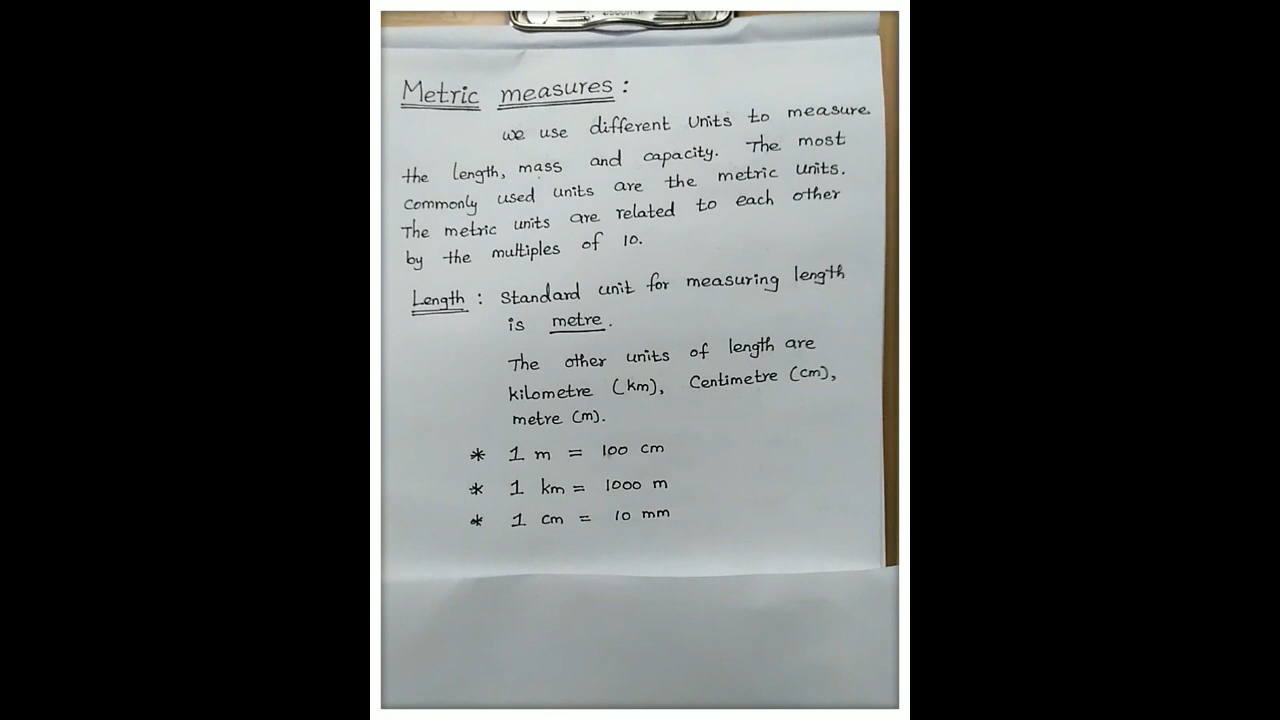 Metric measures :
we use different Units to measure
the length, mass and capacity. The most
commonly used units are the metric units.
The metric units are related to each other
by the multiples of 10.
Length : Standard unit for measuring length
is metre.
The other units of length are
kilometre (km), Centimetre (cm),
metre (m).
* 1 m = 100 cm
* 1 km = 1000 m
* 1 cm = 10 mm